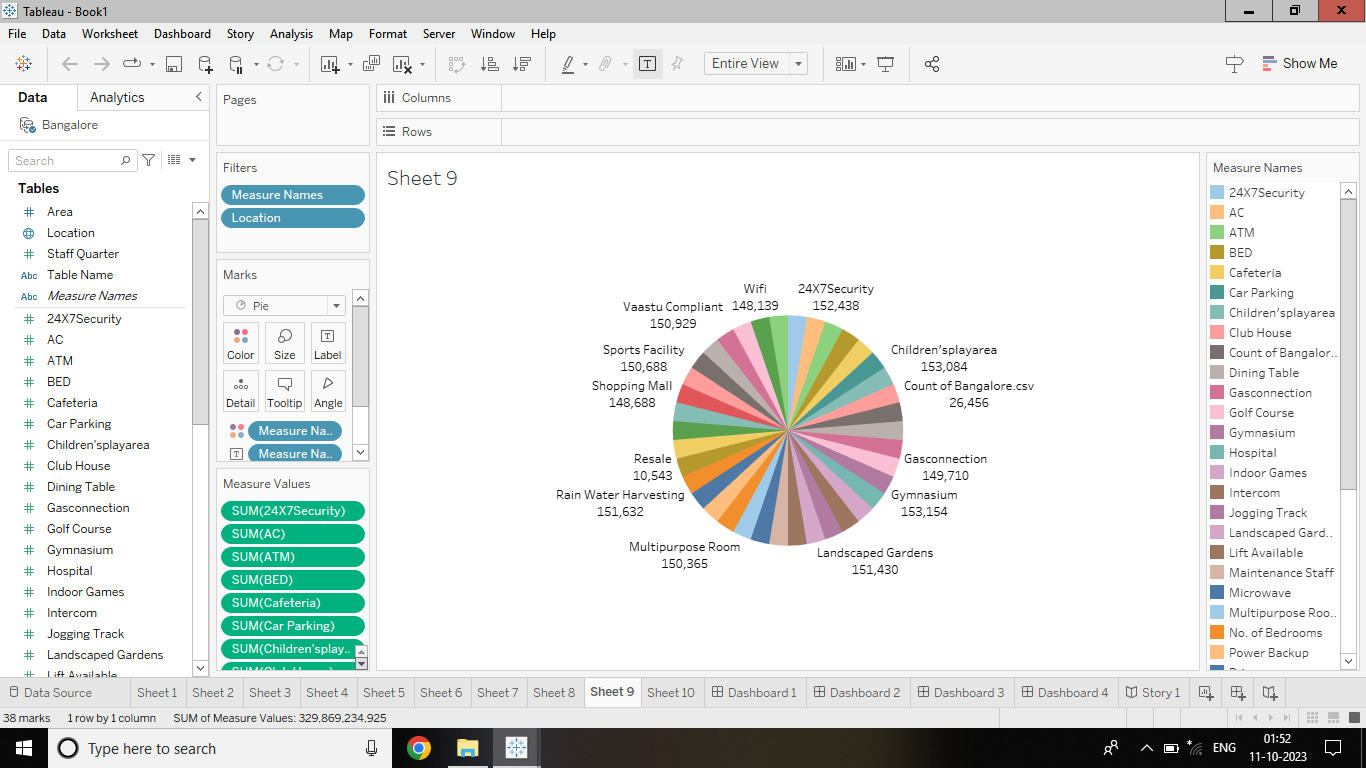 Tableau - Book1
File Data Worksheet Dashboard Story Analysis Map Format Server Window Help
Entire View
Show Me
Data Analytics
Bangalore
Search
Tables
Area
Location
Staff Quarter
Abc Table Name
Abc Measure Names
24X7Security
AC
ATM
BED
Cafeteria
Car Parking
Children'splayarea
Club House
Dining Table
Gasconnection
Golf Course
Gymnasium
Hospital
Indoor Games
Intercom
Jogging Track
Landscaped Gardens
Lift Available
Pages
Filters
Measure Names
Location
Marks
Pie
Color Size Label
Detail Tooltip Angle
Measure Na..
Measure Na..
Measure Values
SUM(24X7Security)
SUM(AC)
SUM(ATM)
SUM(BED)
SUM(Cafeteria)
SUM(Car Parking)
SUM(Children'splay..
Columns
Rows
Sheet 9
Wifi
148,139
24X7Security
152,438
Vaastu Compliant
150,929
Sports Facility
150,688
Children'splayarea
153,084
Shopping Mall
148,688
Count of Bangalore.csv
26,456
Resale
10,543
Gasconnection
149,710
Rain Water Harvesting
151,632
Gymnasium
153,154
Multipurpose Room
150,365
Landscaped Gardens
151,430
Measure Names
24X7Security
AC
ATM
BED
Cafeteria
Car Parking
Children'splayarea
Club House
Count of Bangalor..
Dining Table
Gasconnection
Golf Course
Gymnasium
Hospital
Indoor Games
Intercom
Jogging Track
Landscaped Gard..
Lift Available
Maintenance Staff
Microwave
Multipurpose Roo..
No. of Bedrooms
Power Backup
Data Source Sheet 1 Sheet 2 Sheet 3 Sheet 4 Sheet 5 Sheet 6 Sheet 7 Sheet 8 Sheet 9 Sheet 10 Dashboard 1 Dashboard 2 Dashboard 3 Dashboard 4 Story 1
38 marks 1 row by 1 column SUM of Measure Values: 329,869,234,925
Type here to search
ENG
01:52
11-10-2023